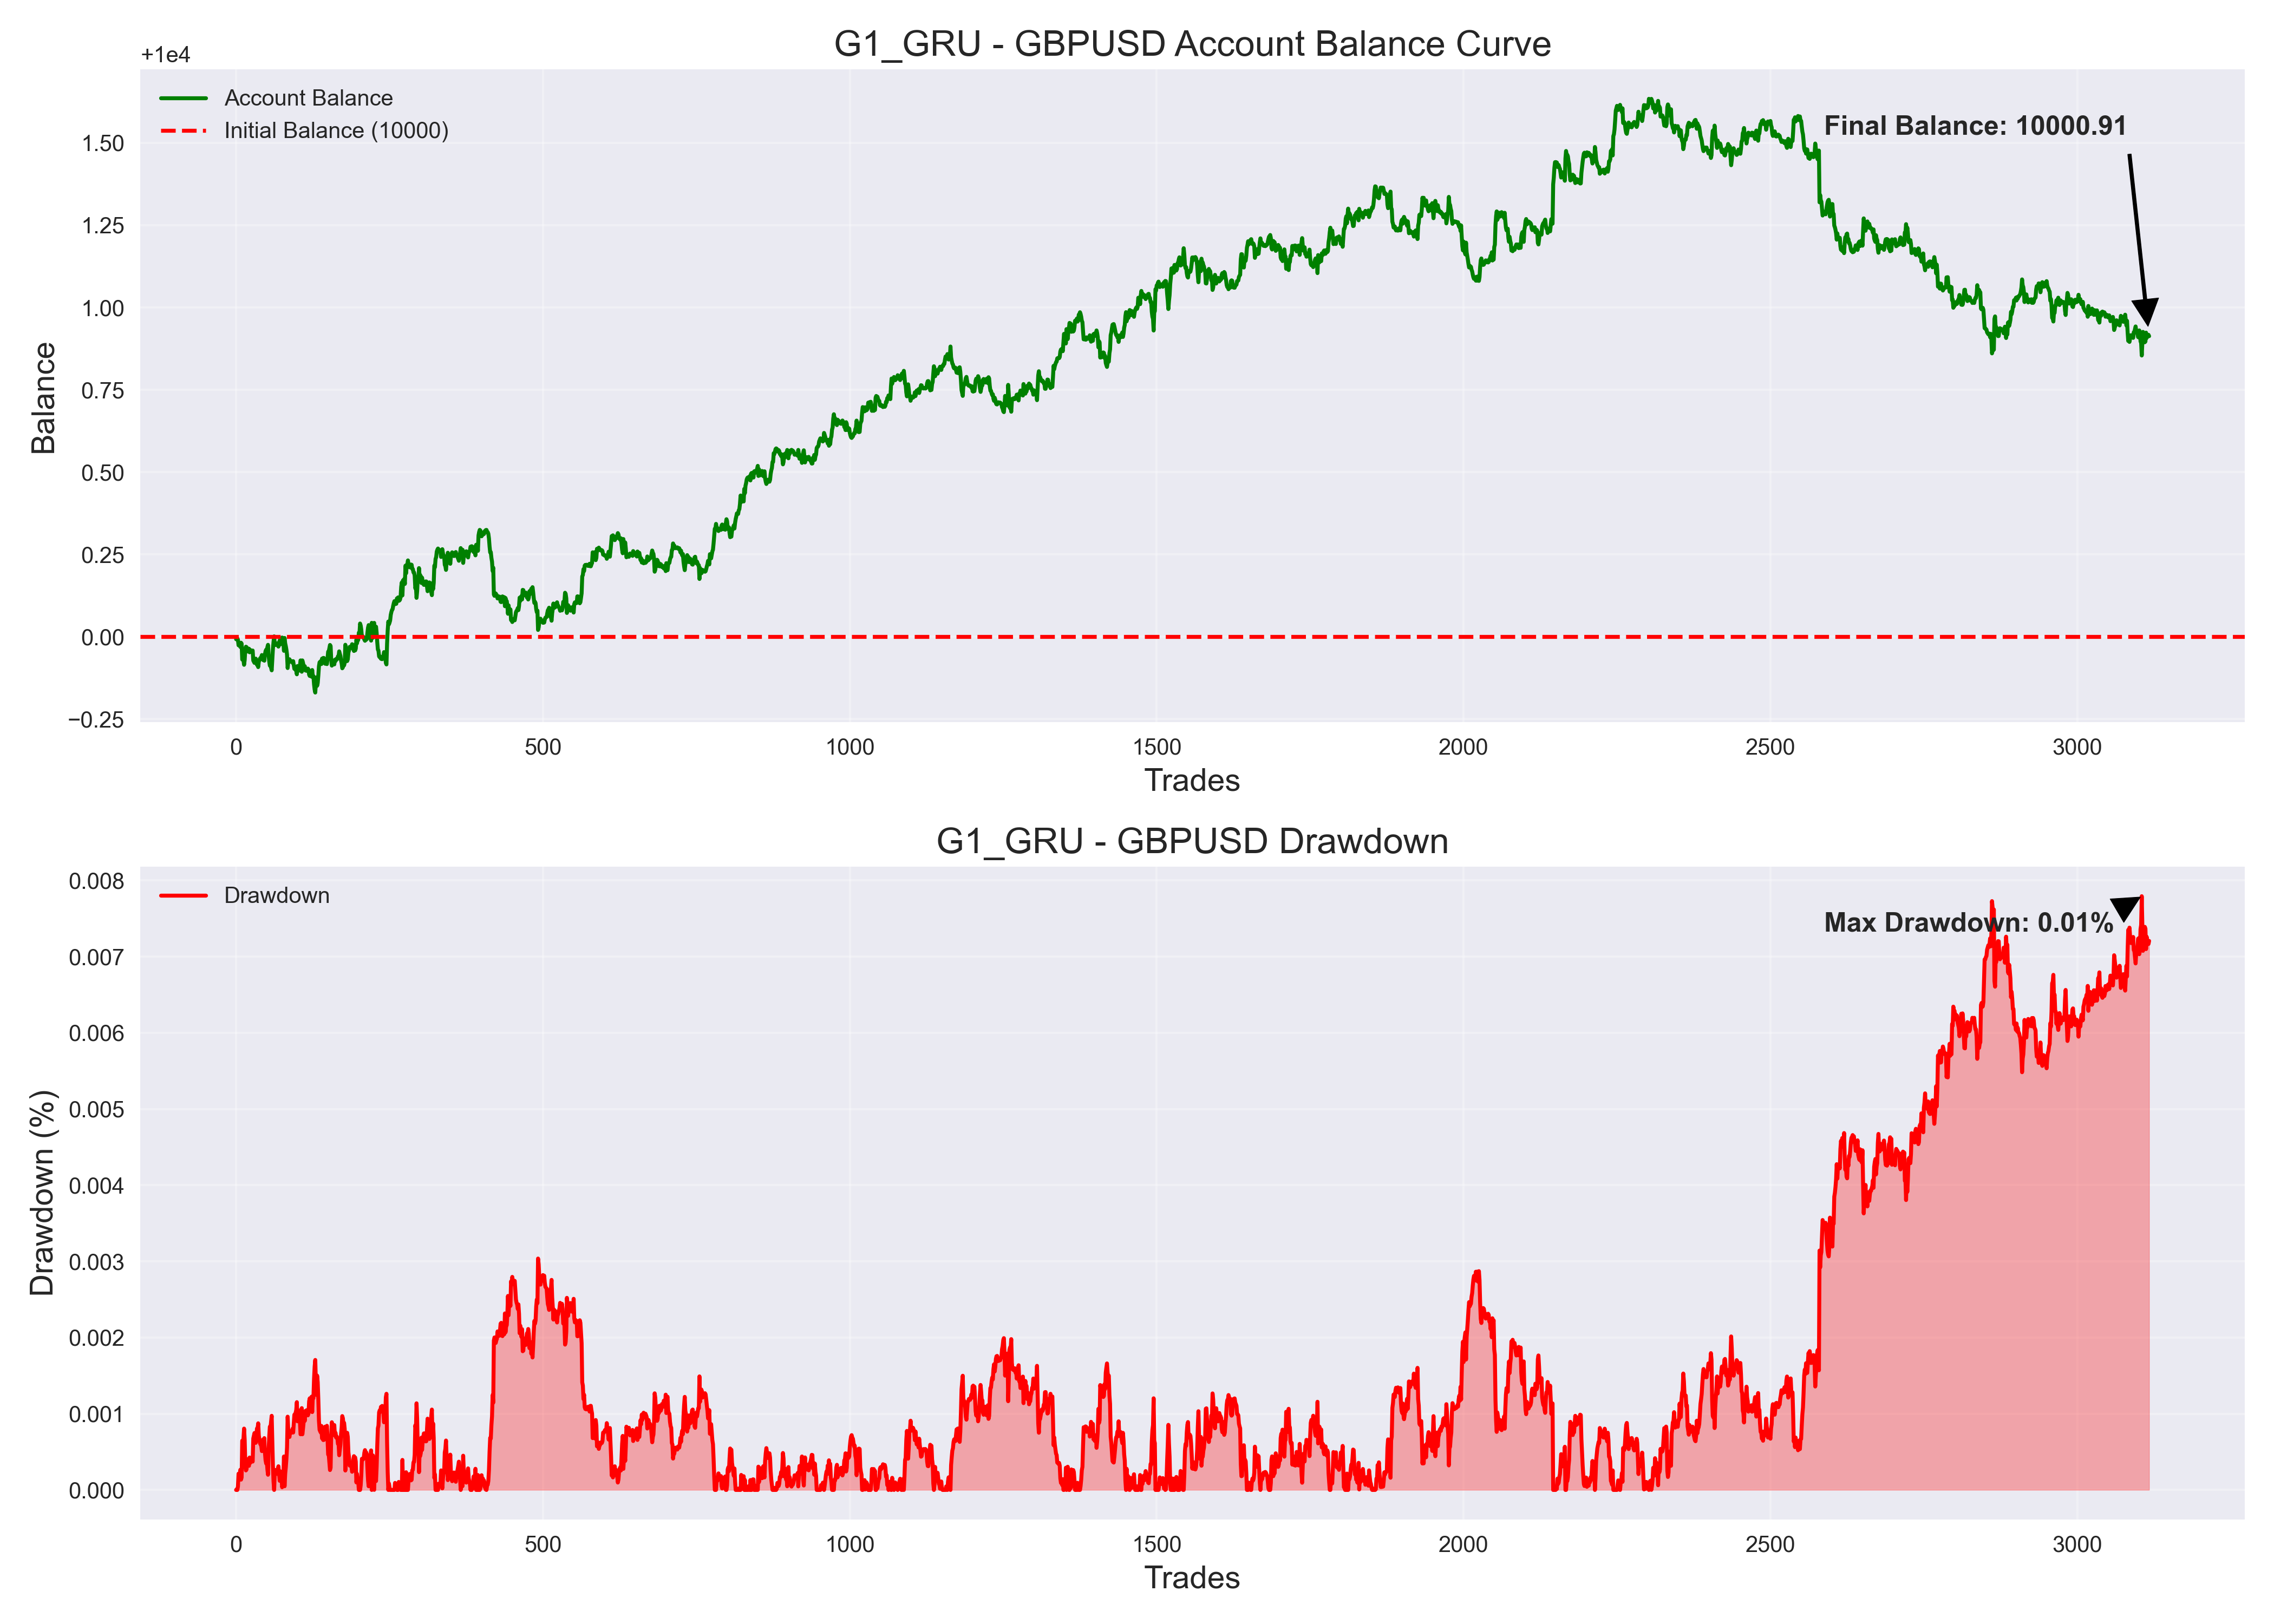 G1_GRU - GBPUSD Account Balance Curve
+1e4
Account Balance
Initial Balance (10000)
Final Balance: 10000.91
1.50
1.25
1.00
0.75
0.50
0.25
0.00
−0.25
Balance
0 500 1000 1500 2000 2500 3000
Trades
G1_GRU - GBPUSD Drawdown
Drawdown
Max Drawdown: 0.01%
0.008
0.007
0.006
0.005
0.004
0.003
0.002
0.001
0.000
Drawdown (%)
0 500 1000 1500 2000 2500 3000
Trades